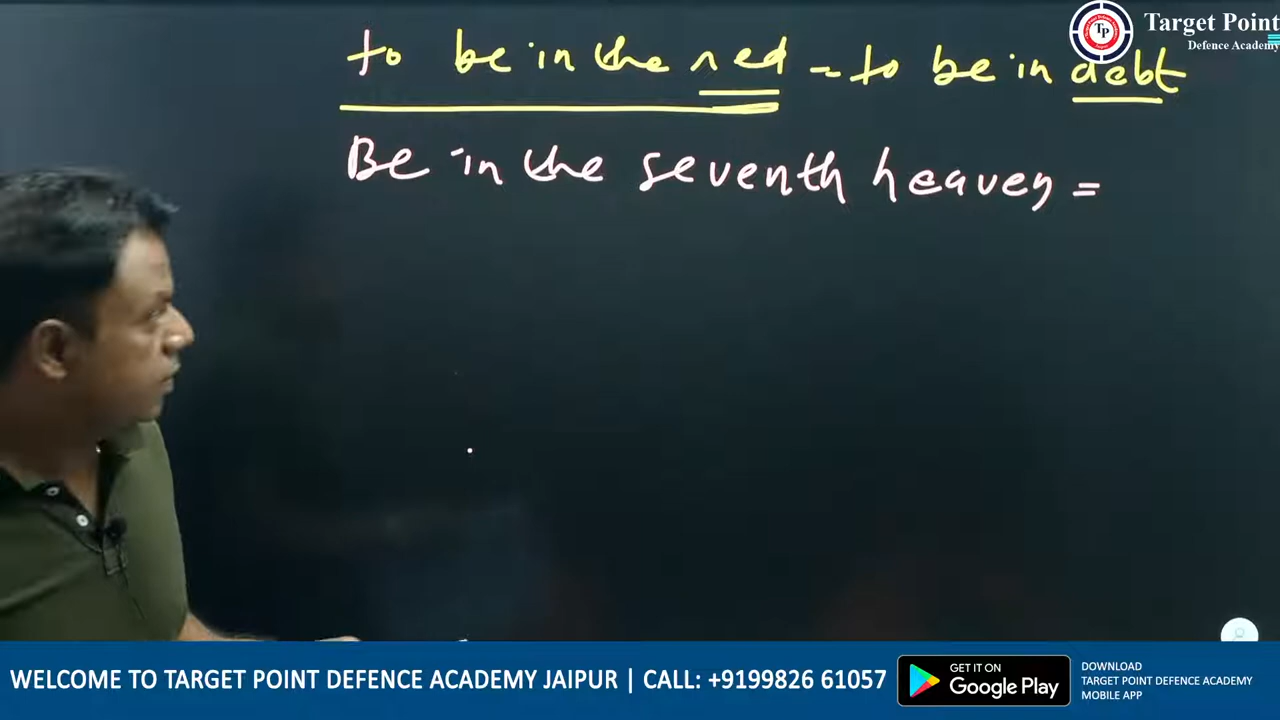 Target Point
Defence Academy
TP
to be in the red = to be in debt
Be in the seventh heaven =
WELCOME TO TARGET POINT DEFENCE ACADEMY JAIPUR | CALL: +919982661057
GET IT ON
Google Play
DOWNLOAD
TARGET POINT DEFENCE ACADEMY
MOBILE APP